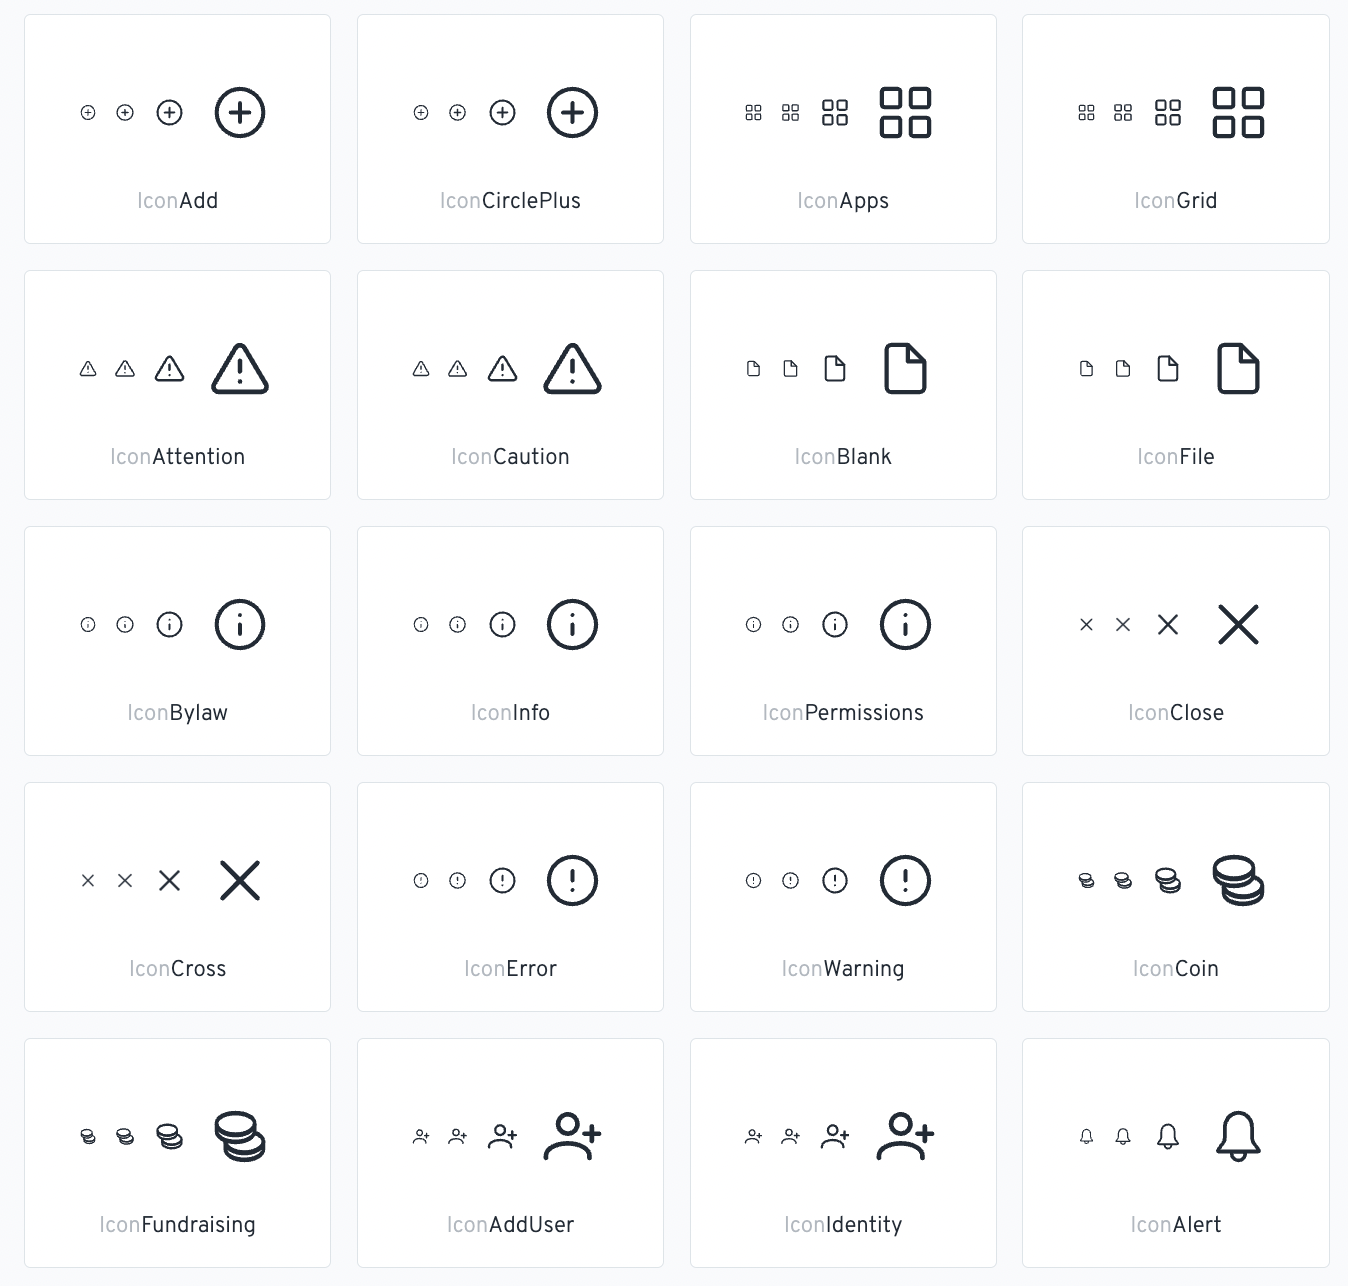 IconAdd
IconCirclePlus
IconApps
IconGrid
IconAttention
IconCaution
IconBlank
IconFile
IconBylaw
IconInfo
IconPermissions
IconClose
IconCross
IconError
IconWarning
IconCoin
IconFundraising
IconAddUser
IconIdentity
IconAlert